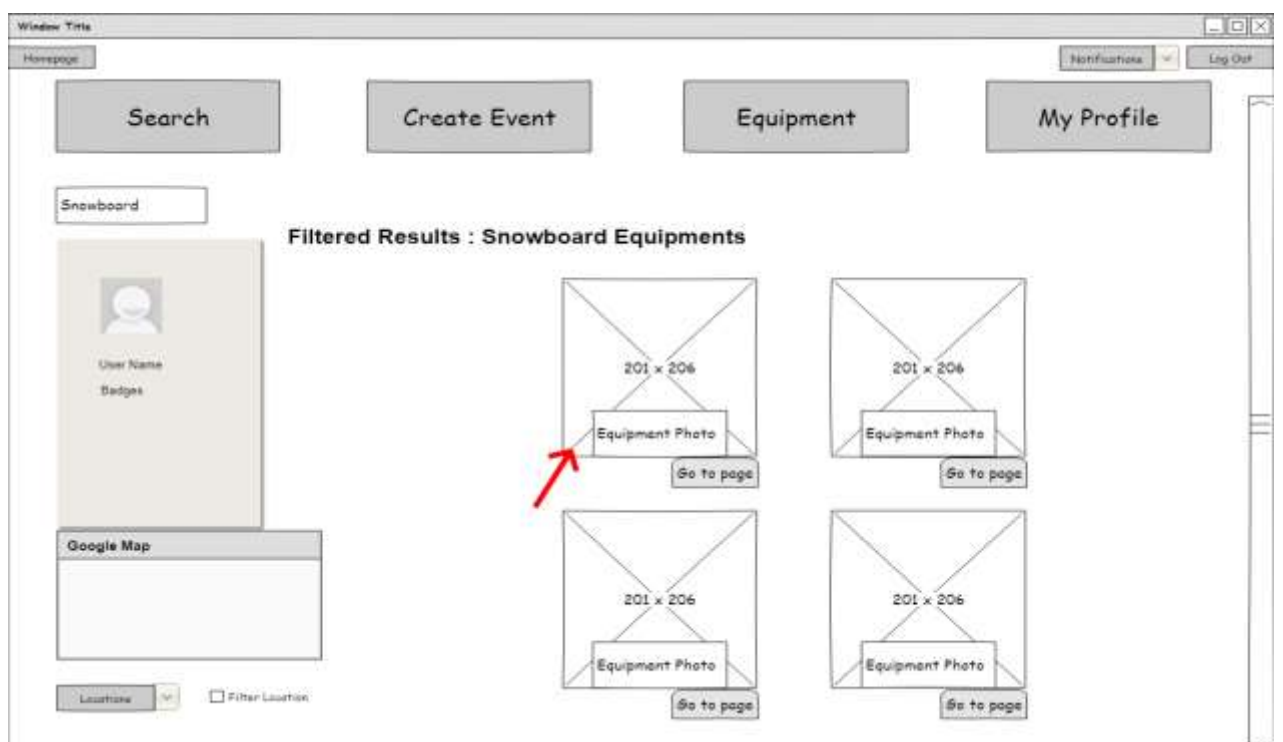 Window Title
Homepage
Notifications
Log Out
Search
Create Event
Equipment
My Profile
Snowboard
Filtered Results : Snowboard Equipments
User Name
Badges
201 x 206
201 x 206
Equipment Photo
Equipment Photo
Go to page
Go to page
Google Map
201 x 206
201 x 206
Equipment Photo
Equipment Photo
Locations
Filter Location
Go to page
Go to page